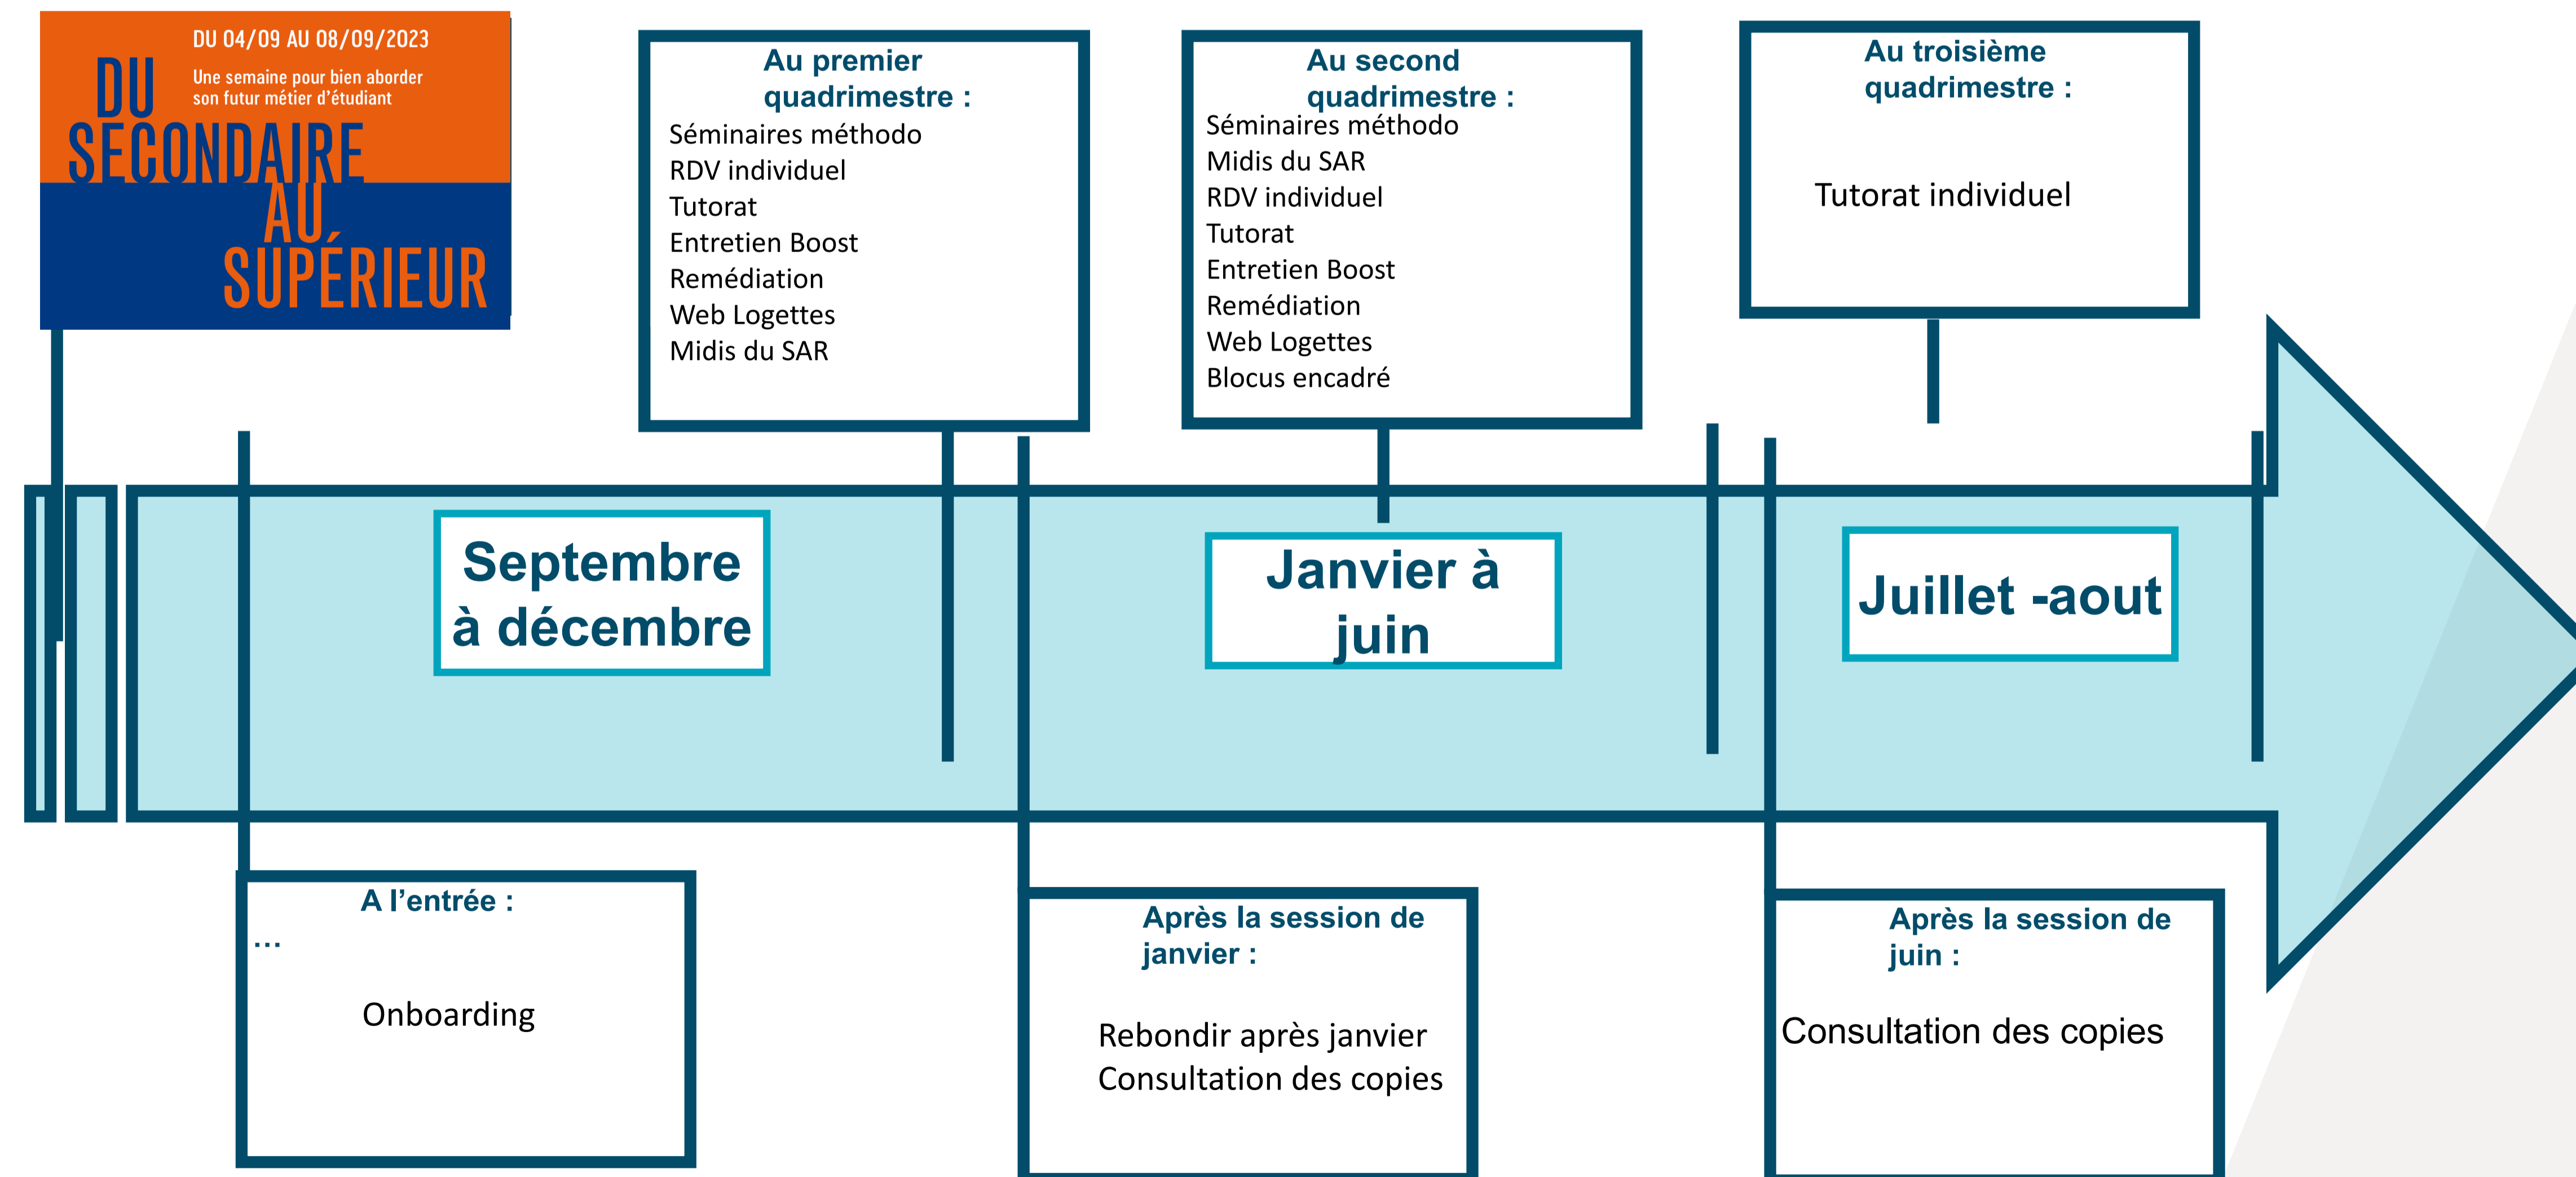 DU 04/09 AU 08/09/2023
Une semaine pour bien aborder
son futur métier d'étudiant
DU
SECONDAIRE
AU
SUPÉRIEUR
Au premier
quadrimestre :
Séminaires méthodo
RDV individuel
Tutorat
Entretien Boost
Remédiation
Web Logettes
Midis du SAR
Au second
quadrimestre :
Séminaires méthodo
Midis du SAR
RDV individuel
Tutorat
Entretien Boost
Remédiation
Web Logettes
Blocus encadré
Au troisième
quadrimestre :
Tutorat individuel
Septembre
à décembre
Janvier à
juin
Juillet -aout
A l’entrée :
…
Onboarding
Après la session de
janvier :
Rebondir après janvier
Consultation des copies
Après la session de
juin :
Consultation des copies